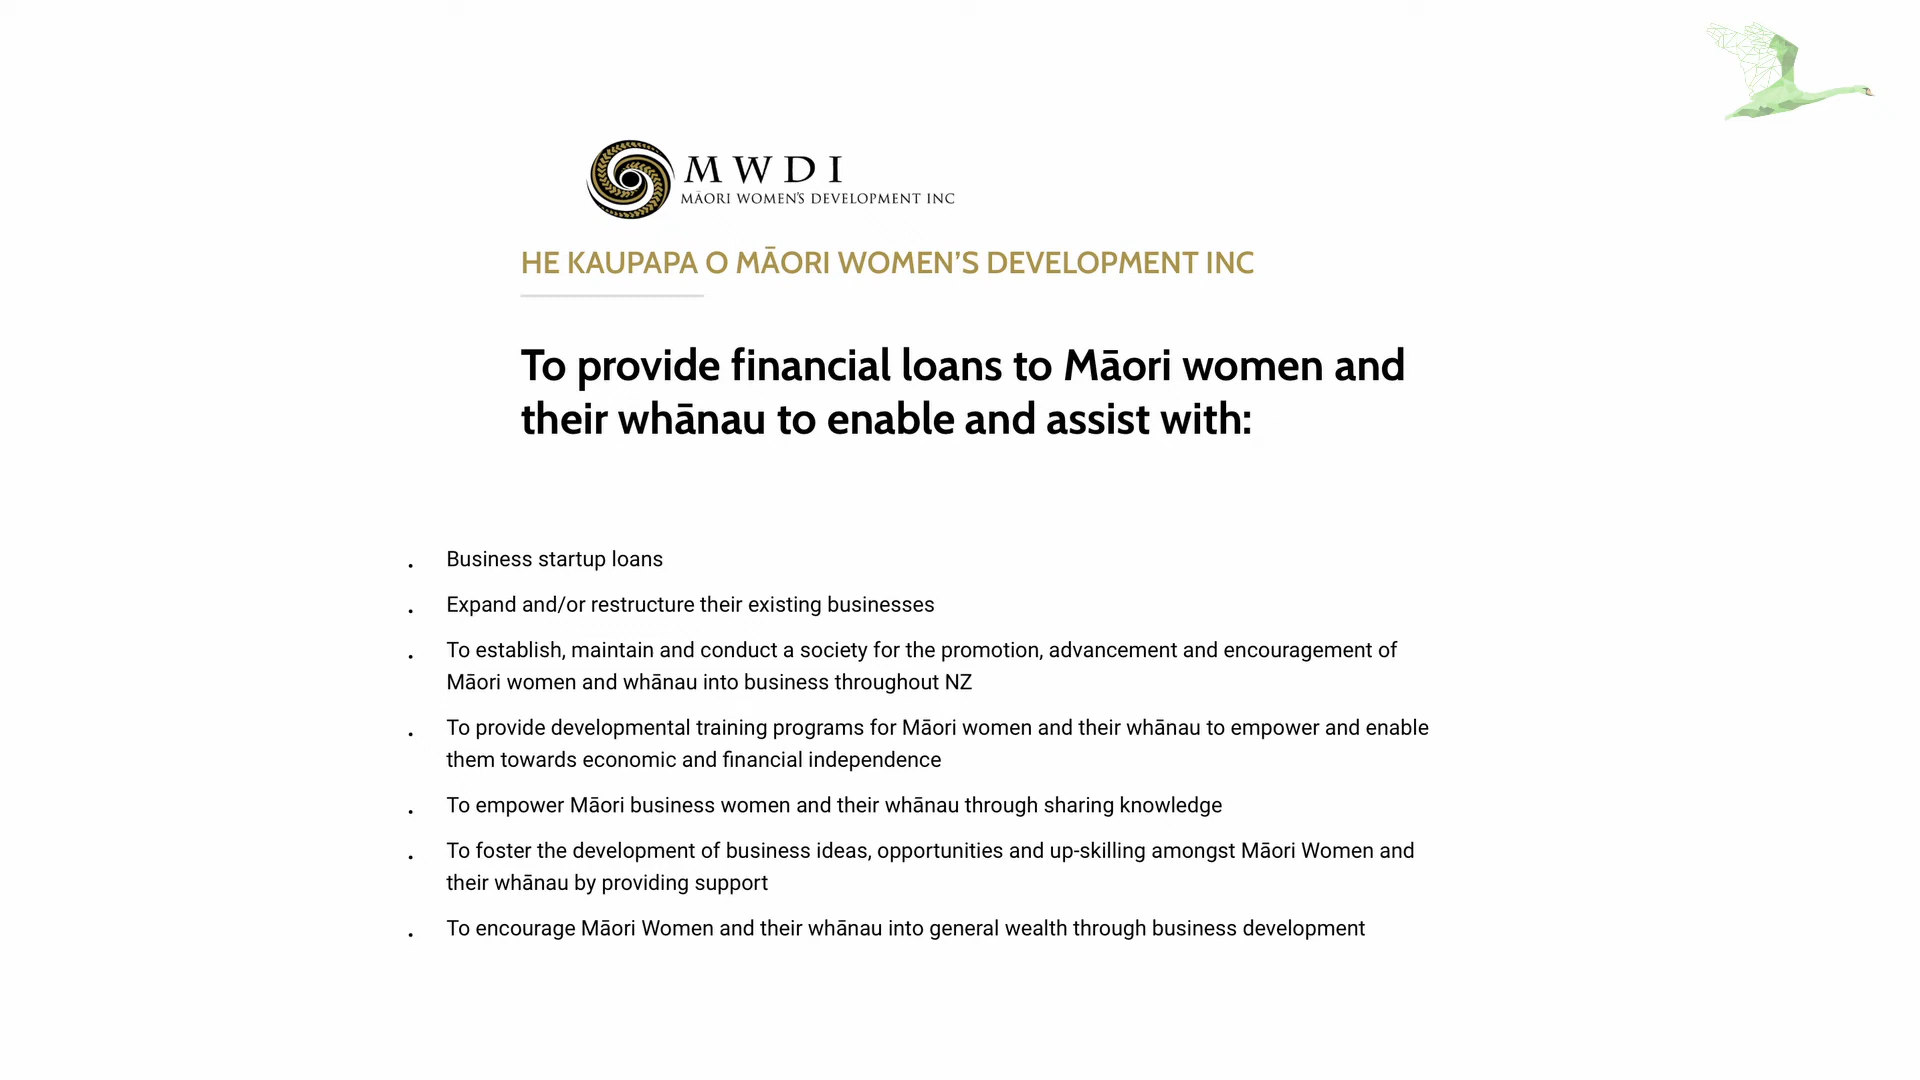 MWDI
MĀORI WOMEN'S DEVELOPMENT INC
HE KAUPAPA O MĀORI WOMEN’S DEVELOPMENT INC
To provide financial loans to Māori women and
their whānau to enable and assist with:
. Business startup loans
. Expand and/or restructure their existing businesses
. To establish, maintain and conduct a society for the promotion, advancement and encouragement of
Māori women and whānau into business throughout NZ
. To provide developmental training programs for Māori women and their whānau to empower and enable
them towards economic and financial independence
. To empower Māori business women and their whānau through sharing knowledge
. To foster the development of business ideas, opportunities and up-skilling amongst Māori Women and
their whānau by providing support
. To encourage Māori Women and their whānau into general wealth through business development